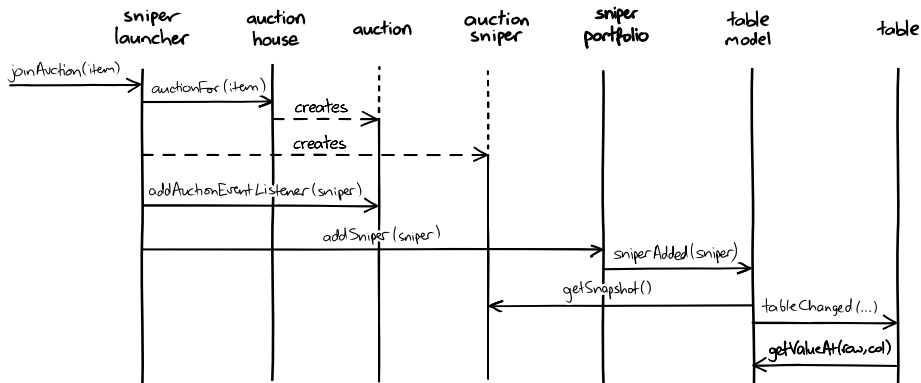 sniper
launcher
auction
house
auction
auction
sniper
sniper
portfolio
table
model
table
joinAuction(item)
auctionFor(item)
creates
creates
addAuctionEventListener(sniper)
addSniper(sniper)
sniperAdded(sniper)
getSnapshot()
tableChanged(...)
getValueAt(row,col)